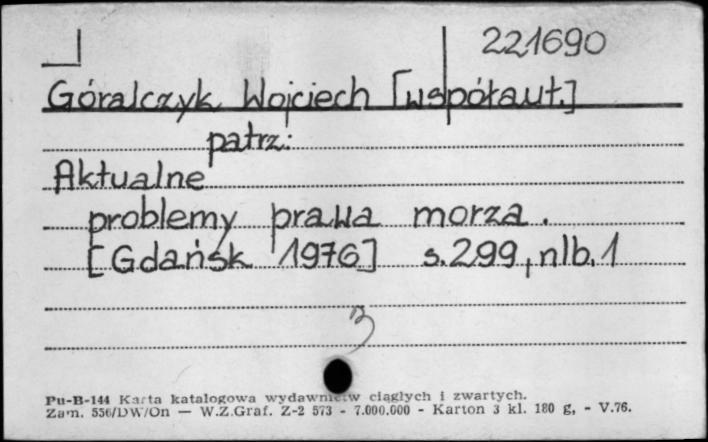 221690
Góralczyk Wojciech [współaut.]
patrz:
Aktualne
problemy prawa morza.
[Gdańsk 1976] s.299, nlb. 1
3
Pu-B-144 Karta katalogowa wydawnictw ciągłych i zwartych.
Zam. 556/DW/On — W.Z.Graf. Z-2 573 - 7.000.000 - Karton 3 kl. 180 g, - V.76.